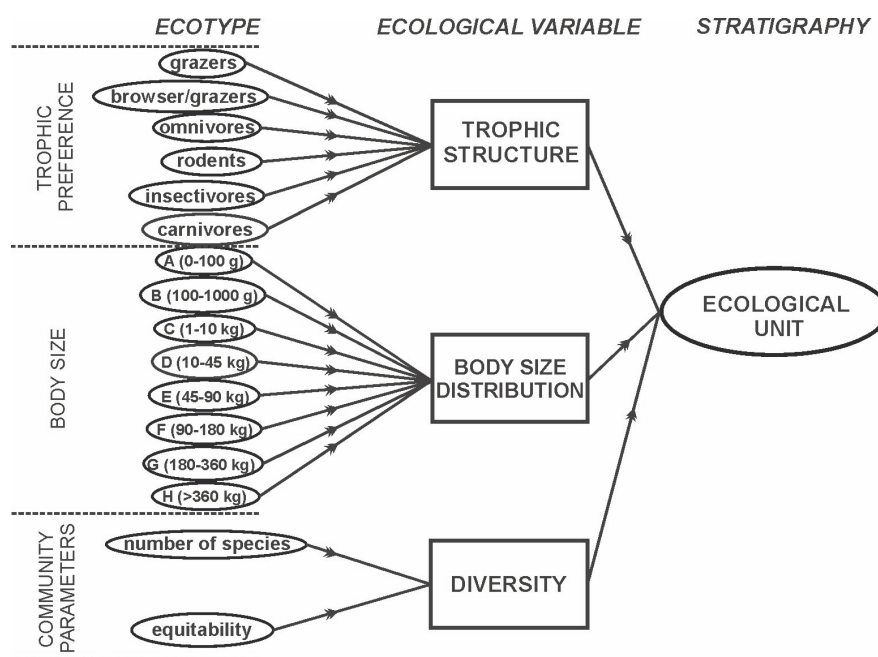 ECOTYPE
ECOLOGICAL VARIABLE
STRATIGRAPHY
TROPHIC
PREFERENCE
grazers
browser/grazers
omnivores
rodents
insectivores
carnivores
TROPHIC
STRUCTURE
BODY SIZE
A (0-100 g)
B (100-1000 g)
C (1-10 kg)
D (10-45 kg)
E (45-90 kg)
F (90-180 kg)
G (180-360 kg)
H (>360 kg)
BODY SIZE
DISTRIBUTION
ECOLOGICAL
UNIT
COMMUNITY
PARAMETERS
number of species
equitability
DIVERSITY